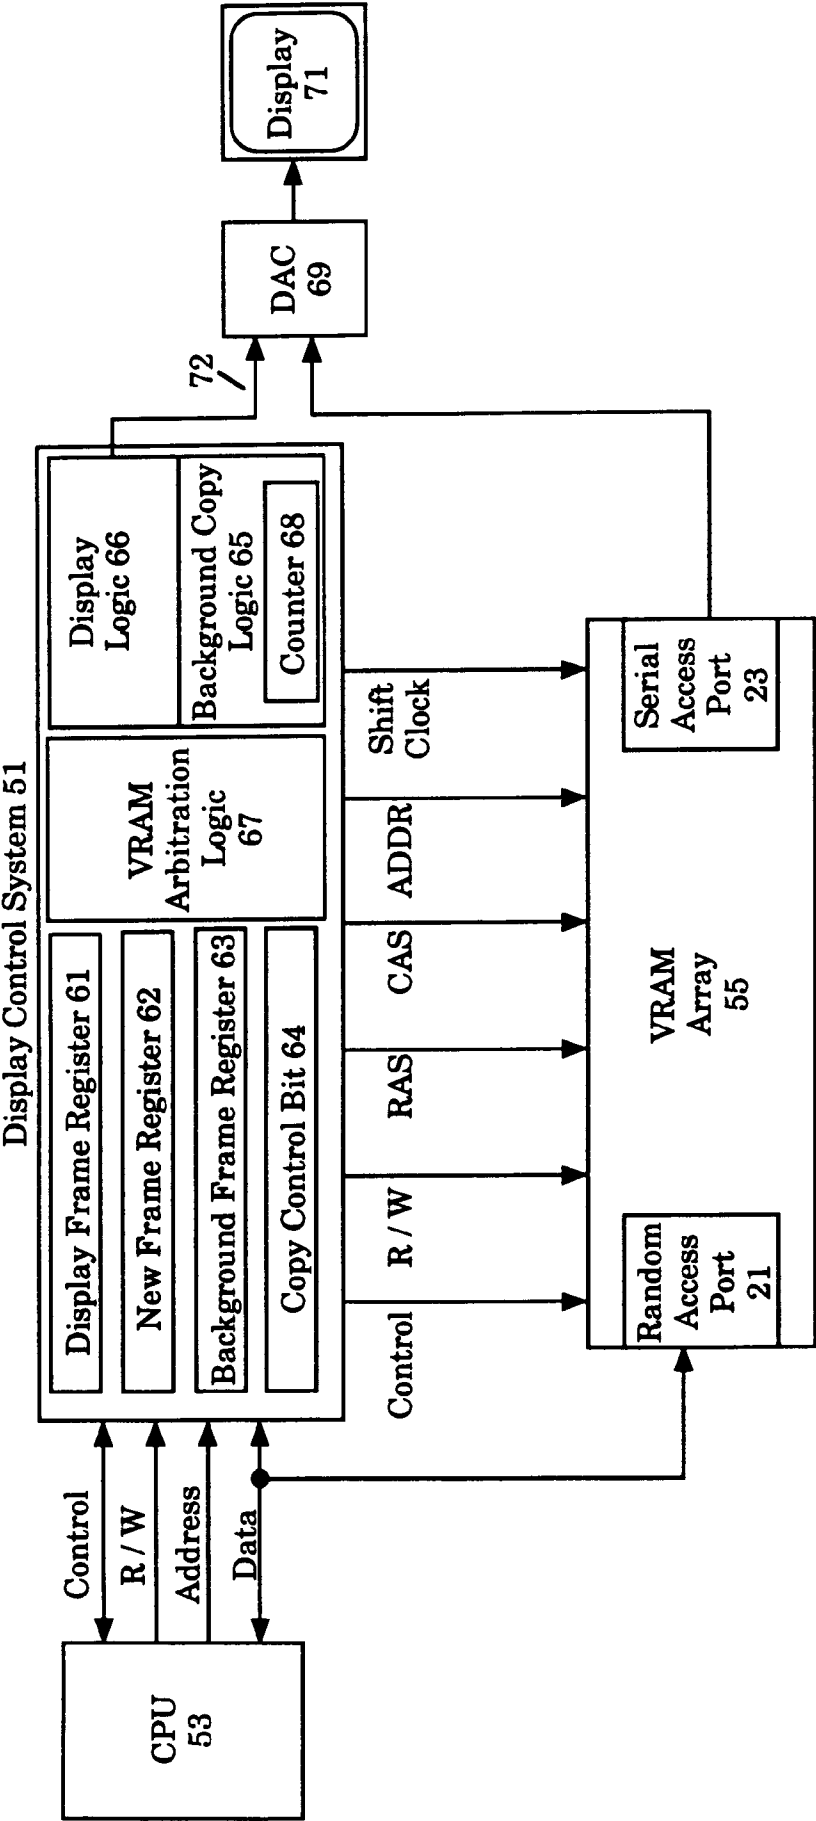 Display Control System 51
CPU
53
Control
R / W
Address
Data
Display Frame Register 61
New Frame Register 62
Background Frame Register 63
Copy Control Bit 64
VRAM
Arbitration
Logic
67
Display
Logic 66
Background Copy
Logic 65
Counter 68
72
DAC
69
Display
71
Control
R / W
RAS
CAS
ADDR
Shift
Clock
Random
Access
Port
21
VRAM
Array
55
Serial
Access
Port
23